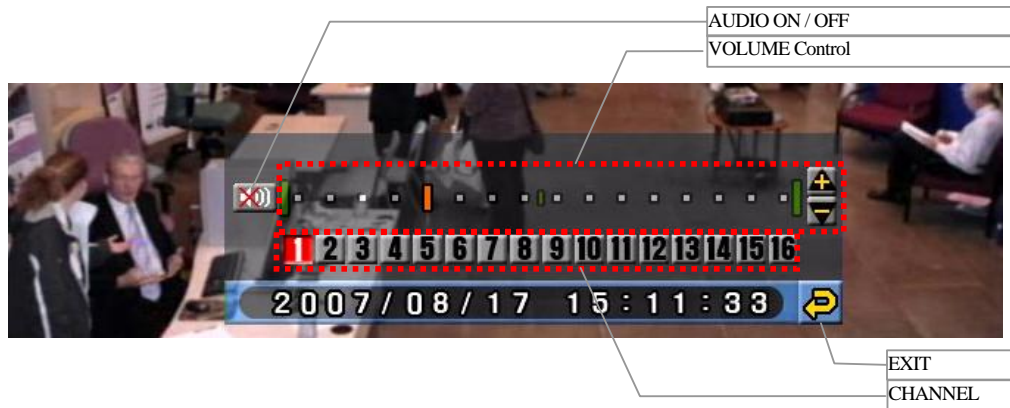 AUDIO ON / OFF
VOLUME Control
1 2 3 4 5 6 7 8 9 10 11 12 13 14 15 16
2007/08/17 15:11:33
EXIT
CHANNEL